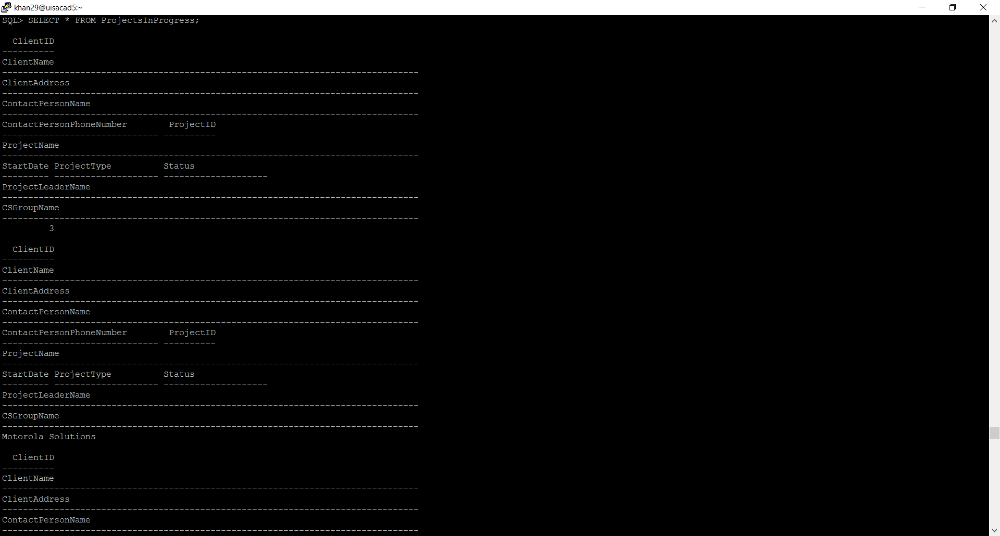 khan29@uisacad5:~
SQL> SELECT * FROM ProjectsInProgress;
  ClientID
----------
ClientName
--------------------------------------------------------------------------------
ClientAddress
--------------------------------------------------------------------------------
ContactPersonName
--------------------------------------------------------------------------------
ContactPersonPhoneNumber        ProjectID
------------------------------ ----------
ProjectName
--------------------------------------------------------------------------------
StartDate ProjectType          Status
--------- -------------------- --------------------
ProjectLeaderName
--------------------------------------------------------------------------------
CSGroupName
--------------------------------------------------------------------------------
         3
  ClientID
----------
ClientName
--------------------------------------------------------------------------------
ClientAddress
--------------------------------------------------------------------------------
ContactPersonName
--------------------------------------------------------------------------------
ContactPersonPhoneNumber        ProjectID
------------------------------ ----------
ProjectName
--------------------------------------------------------------------------------
StartDate ProjectType          Status
--------- -------------------- --------------------
ProjectLeaderName
--------------------------------------------------------------------------------
CSGroupName
--------------------------------------------------------------------------------
Motorola Solutions
  ClientID
----------
ClientName
--------------------------------------------------------------------------------
ClientAddress
--------------------------------------------------------------------------------
ContactPersonName
--------------------------------------------------------------------------------